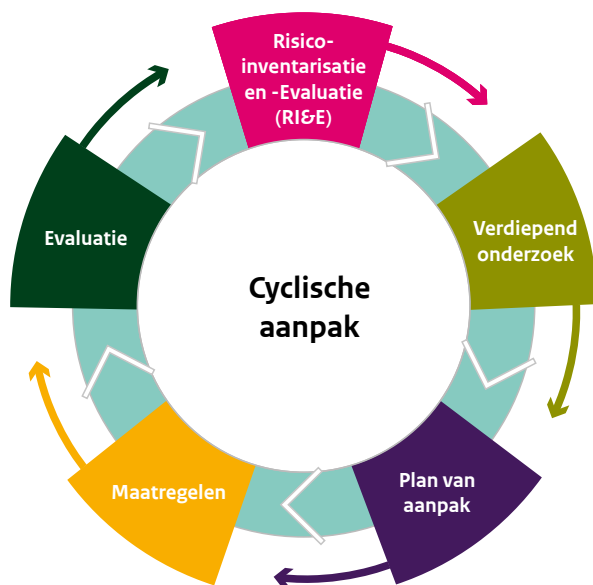 Risico-
inventarisatie
en -Evaluatie
(RI&E)
Verdiepend
onderzoek
Plan van
aanpak
Maatregelen
Evaluatie
Cyclische
aanpak